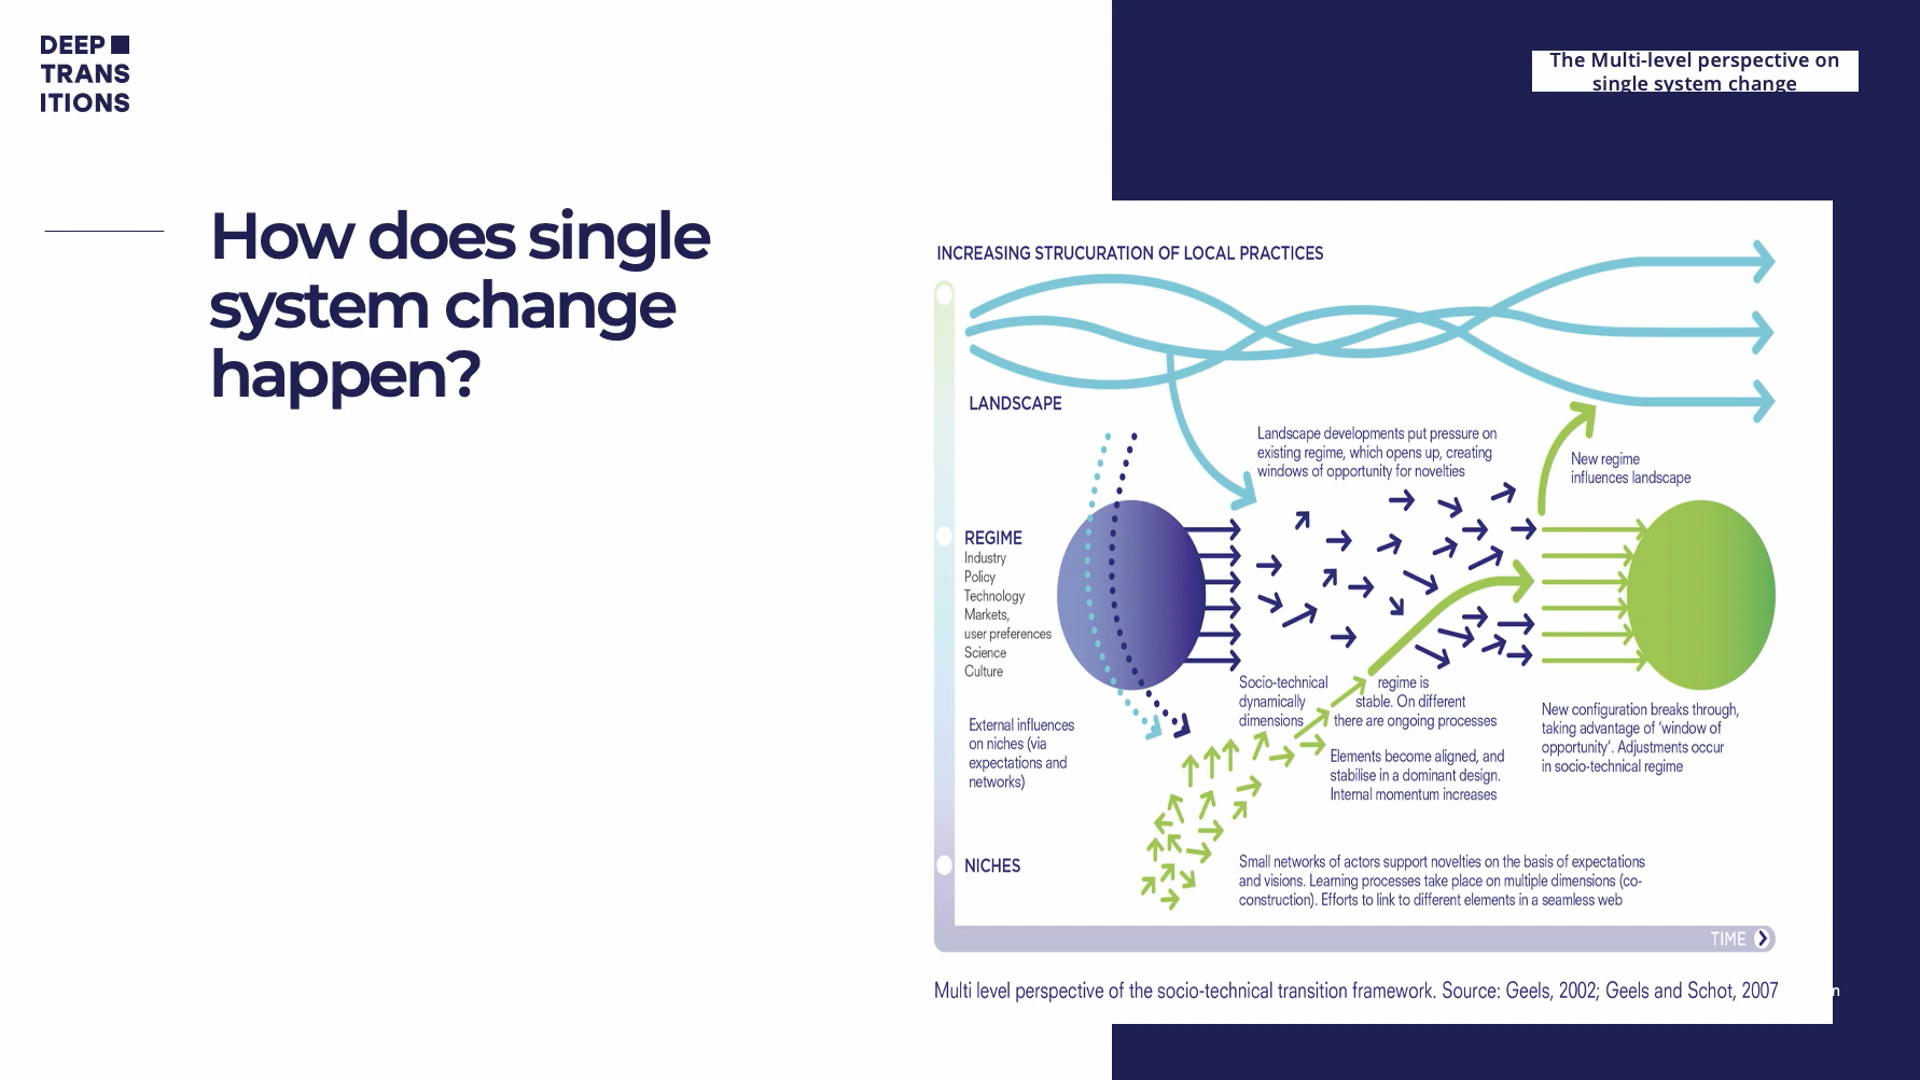 DEEP
TRANS
ITIONS
The Multi-level perspective on
single system change
How does single
system change
happen?
INCREASING STRUCURATION OF LOCAL PRACTICES
LANDSCAPE
Landscape developments put pressure on
existing regime, which opens up, creating
windows of opportunity for novelties
New regime
influences landscape
REGIME
Industry
Policy
Technology
Markets,
user preferences
Science
Culture
Socio-technical regime is
dynamically stable. On different
dimensions there are ongoing processes
External influences
on niches (via
expectations and
networks)
Elements become aligned, and
stabilise in a dominant design.
Internal momentum increases
New configuration breaks through,
taking advantage of ‘window of
opportunity’. Adjustments occur
in socio-technical regime
NICHES
Small networks of actors support novelties on the basis of expectations
and visions. Learning processes take place on multiple dimensions (co-
construction). Efforts to link to different elements in a seamless web
TIME
Multi level perspective of the socio-technical transition framework. Source: Geels, 2002; Geels and Schot, 2007